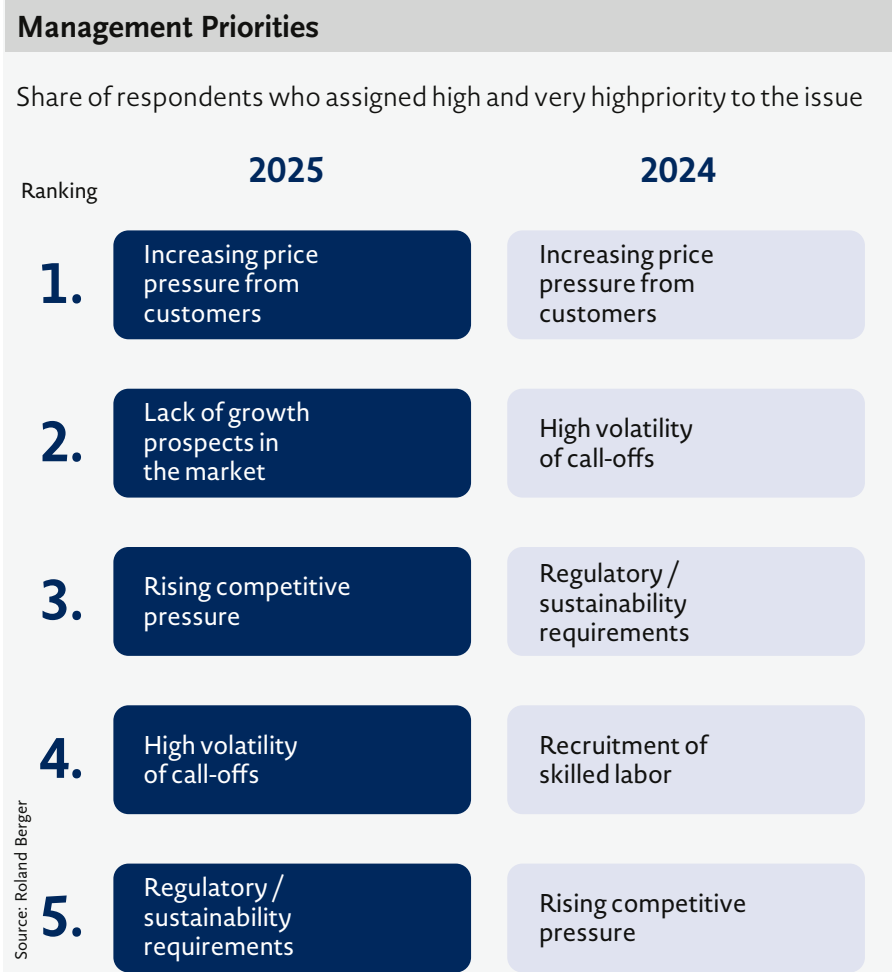 Management Priorities
Share of respondents who assigned high and very highpriority to the issue
Ranking
2025
2024
1.
Increasing price
pressure from
customers
Increasing price
pressure from
customers
2.
Lack of growth
prospects in
the market
High volatility
of call-offs
3.
Rising competitive
pressure
Regulatory /
sustainability
requirements
4.
High volatility
of call-offs
Recruitment of
skilled labor
5.
Regulatory /
sustainability
requirements
Rising competitive
pressure
Source: Roland Berger